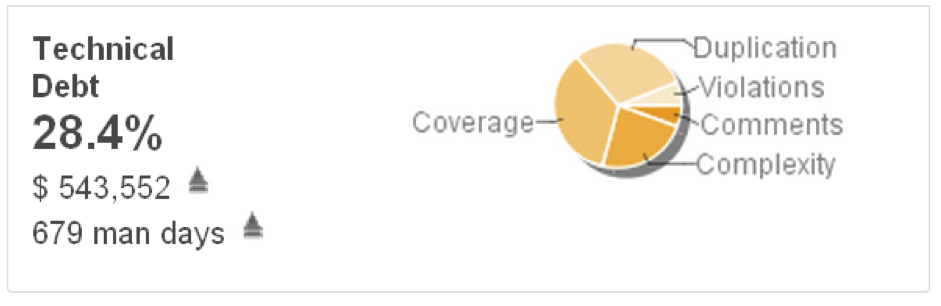 Technical
Debt
28.4%
$ 543,552
679 man days
Duplication
Violations
Coverage
Comments
Complexity